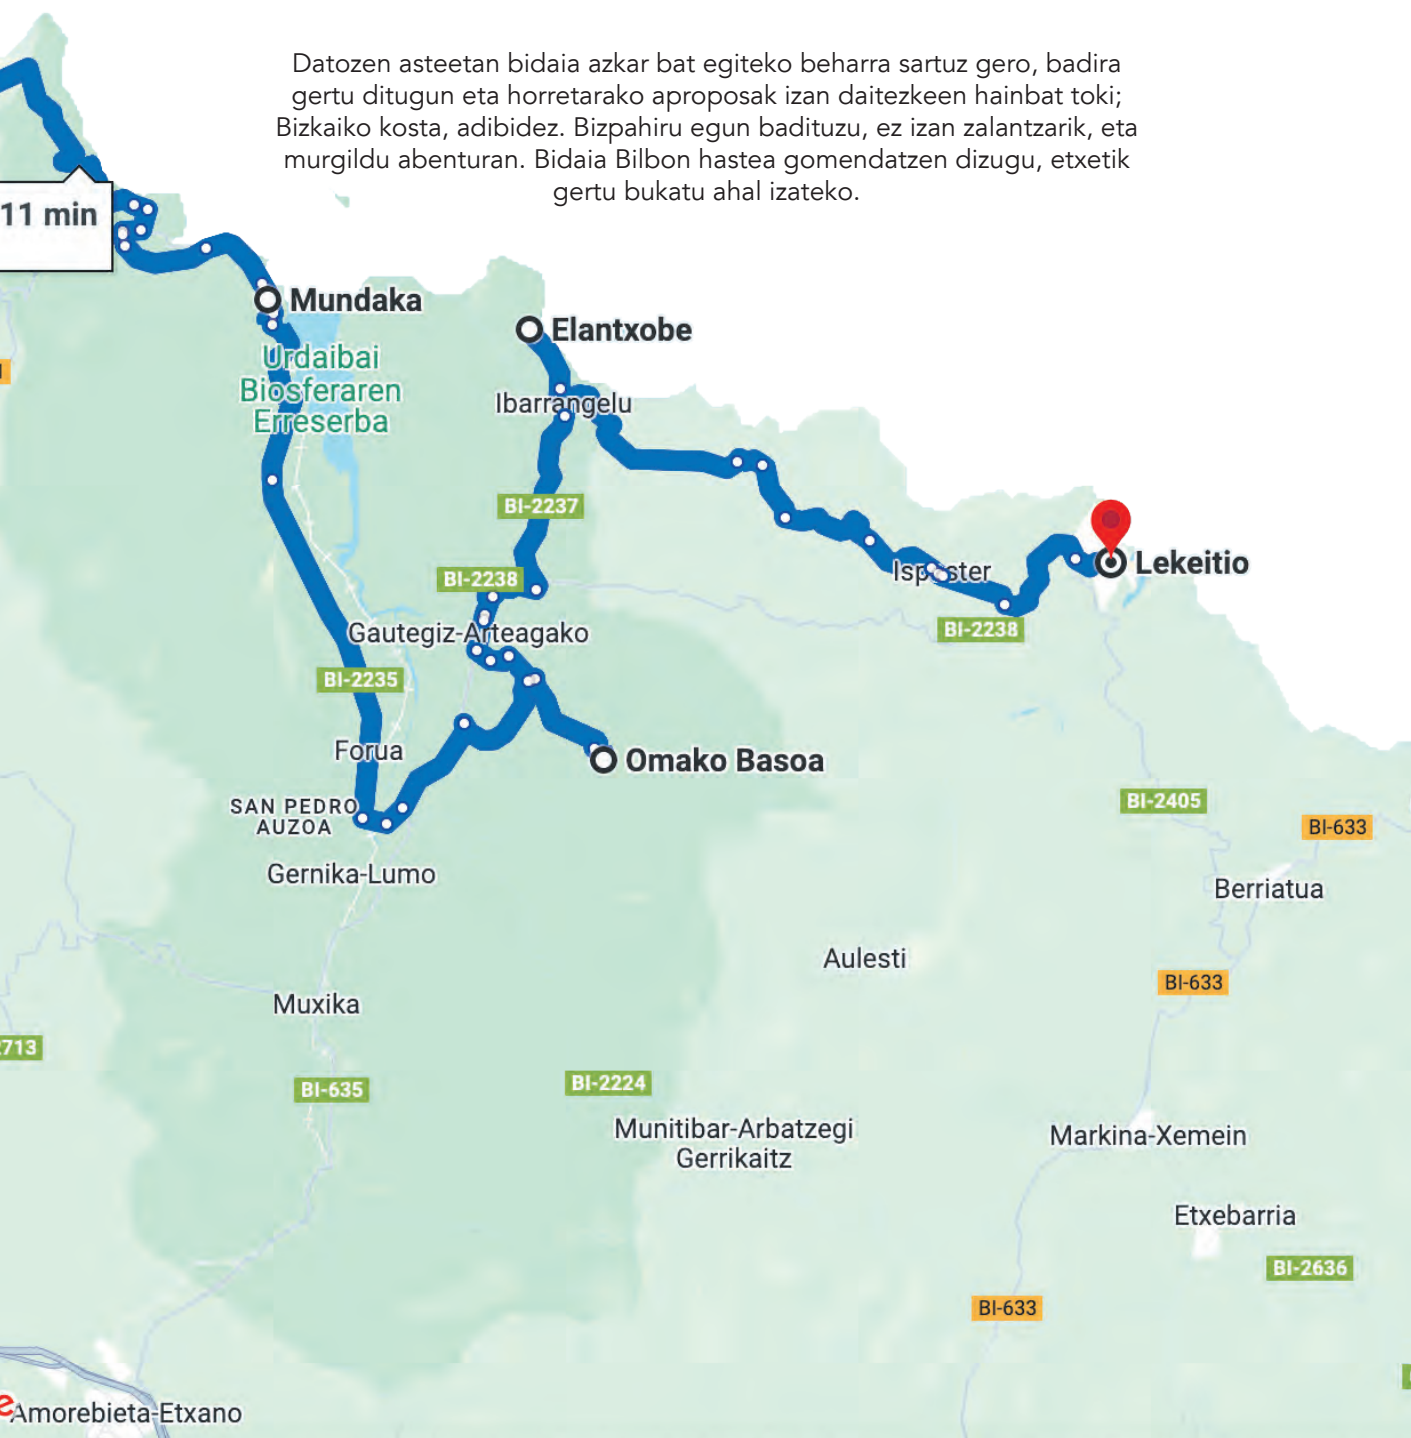 Datozen asteetan bidaia azkar bat egiteko beharra sartuz gero, badira
gertu ditugun eta horretarako aproposak izan daitezkeen hainbat toki;
Bizkaiko kosta, adibidez. Bizpahiru egun badituzu, ez izan zalantzarik, eta
murgildu abenturan. Bidaia Bilbon hastea gomendatzen dizugu, etxetik
gertu bukatu ahal izateko.
11 min
Mundaka
Elantxobe
Urdaibai
Biosferaren
Erreserba
Ibarrangelu
BI-2237
Lekeitio
BI-2238
Ispaster
BI-2238
Gautegiz-Arteagako
BI-2235
Forua
Omako Basoa
SAN PEDRO
AUZOA
BI-2405
BI-633
Gernika-Lumo
Berriatua
Aulesti
BI-633
Muxika
2713
BI-635
BI-2224
Munitibar-Arbatzegi
Gerrikaitz
Markina-Xemein
Etxebarria
BI-2636
BI-633
Amorebieta-Etxano